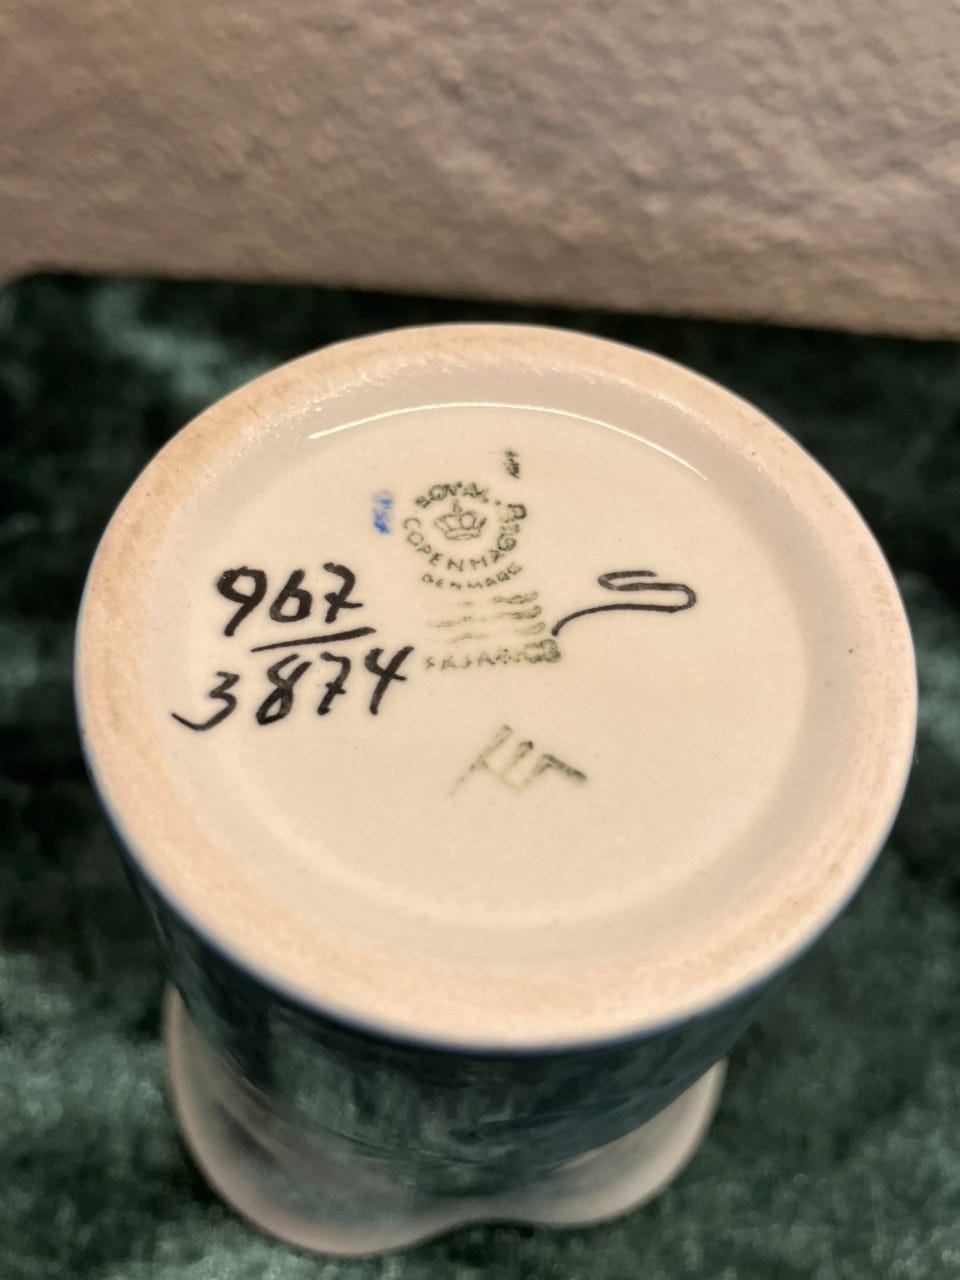 ROYAL
COPENHAGEN
DENMARK
FAJANCE
967
3874
S